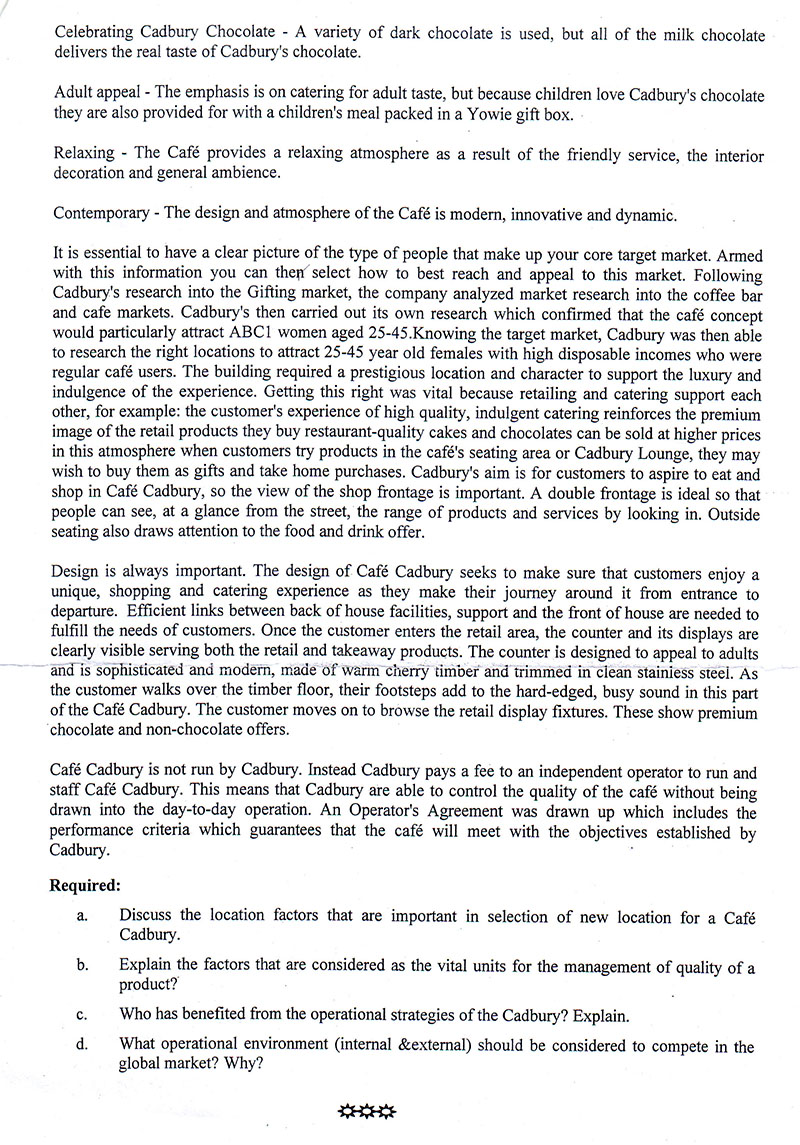 Celebrating Cadbury Chocolate - A variety of dark chocolate is used, but all of the milk chocolate
delivers the real taste of Cadbury's chocolate.
Adult appeal - The emphasis is on catering for adult taste, but because children love Cadbury's chocolate
they are also provided for with a children's meal packed in a Yowie gift box.
Relaxing - The Café provides a relaxing atmosphere as a result of the friendly service, the interior
decoration and general ambience.
Contemporary - The design and atmosphere of the Café is modern, innovative and dynamic.
It is essential to have a clear picture of the type of people that make up your core target market. Armed
with this information you can then select how to best reach and appeal to this market. Following
Cadbury's research into the Gifting market, the company analyzed market research into the coffee bar
and cafe markets. Cadbury's then carried out its own research which confirmed that the café concept
would particularly attract ABC1 women aged 25-45.Knowing the target market, Cadbury was then able
to research the right locations to attract 25-45 year old females with high disposable incomes who were
regular café users. The building required a prestigious location and character to support the luxury and
indulgence of the experience. Getting this right was vital because retailing and catering support each
other, for example: the customer's experience of high quality, indulgent catering reinforces the premium
image of the retail products they buy restaurant-quality cakes and chocolates can be sold at higher prices
in this atmosphere when customers try products in the café's seating area or Cadbury Lounge, they may
wish to buy them as gifts and take home purchases. Cadbury's aim is for customers to aspire to eat and
shop in Café Cadbury, so the view of the shop frontage is important. A double frontage is ideal so that
people can see, at a glance from the street, the range of products and services by looking in. Outside
seating also draws attention to the food and drink offer.
Design is always important. The design of Café Cadbury seeks to make sure that customers enjoy a
unique, shopping and catering experience as they make their journey around it from entrance to
departure. Efficient links between back of house facilities, support and the front of house are needed to
fulfill the needs of customers. Once the customer enters the retail area, the counter and its displays are
clearly visible serving both the retail and takeaway products. The counter is designed to appeal to adults
and is sophisticated and modern, made of warm cherry timber and trimmed in clean stainless steel. As
the customer walks over the timber floor, their footsteps add to the hard-edged, busy sound in this part
of the Café Cadbury. The customer moves on to browse the retail display fixtures. These show premium
chocolate and non-chocolate offers.
Café Cadbury is not run by Cadbury. Instead Cadbury pays a fee to an independent operator to run and
staff Café Cadbury. This means that Cadbury are able to control the quality of the café without being
drawn into the day-to-day operation. An Operator's Agreement was drawn up which includes the
performance criteria which guarantees that the café will meet with the objectives established by
Cadbury.
Required:
a. Discuss the location factors that are important in selection of new location for a Café
Cadbury.
b. Explain the factors that are considered as the vital units for the management of quality of a
product?
c. Who has benefited from the operational strategies of the Cadbury? Explain.
d. What operational environment (internal &external) should be considered to compete in the
global market? Why?